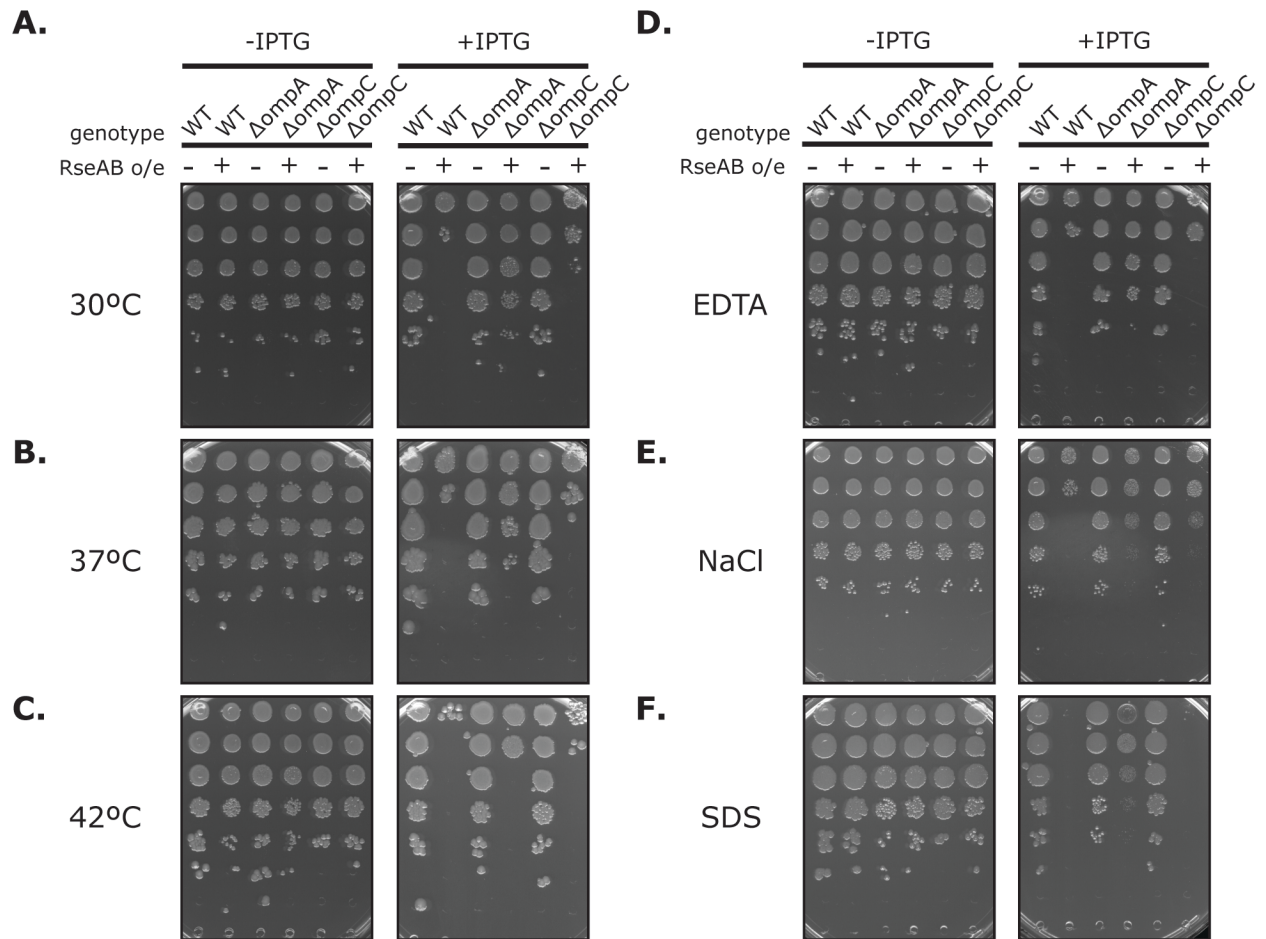 A.
-IPTG +IPTG
genotype WT WT ΔompA ΔompA ΔompC ΔompC WT WT ΔompA ΔompA ΔompC ΔompC
RseAB o/e - + - + - + - + - + - +
30ºC
B.
37ºC
C.
42ºC
D.
-IPTG +IPTG
genotype WT WT ΔompA ΔompA ΔompC ΔompC WT WT ΔompA ΔompA ΔompC ΔompC
RseAB o/e - + - + - + - + - + - +
EDTA
E.
NaCl
F.
SDS